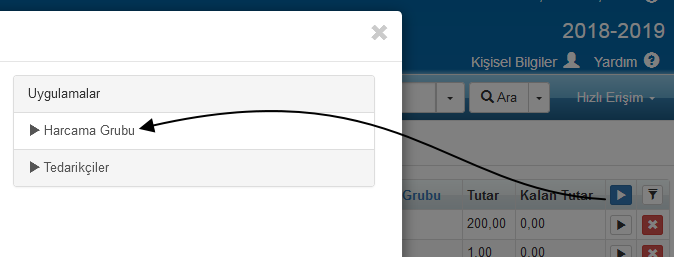 2018-2019
Kişisel Bilgiler Yardım
Ara Hızlı Erişim
Uygulamalar
Harcama Grubu
Tedarikçiler
Grubu Tutar Kalan Tutar
200,00 0,00
1,00 0,00